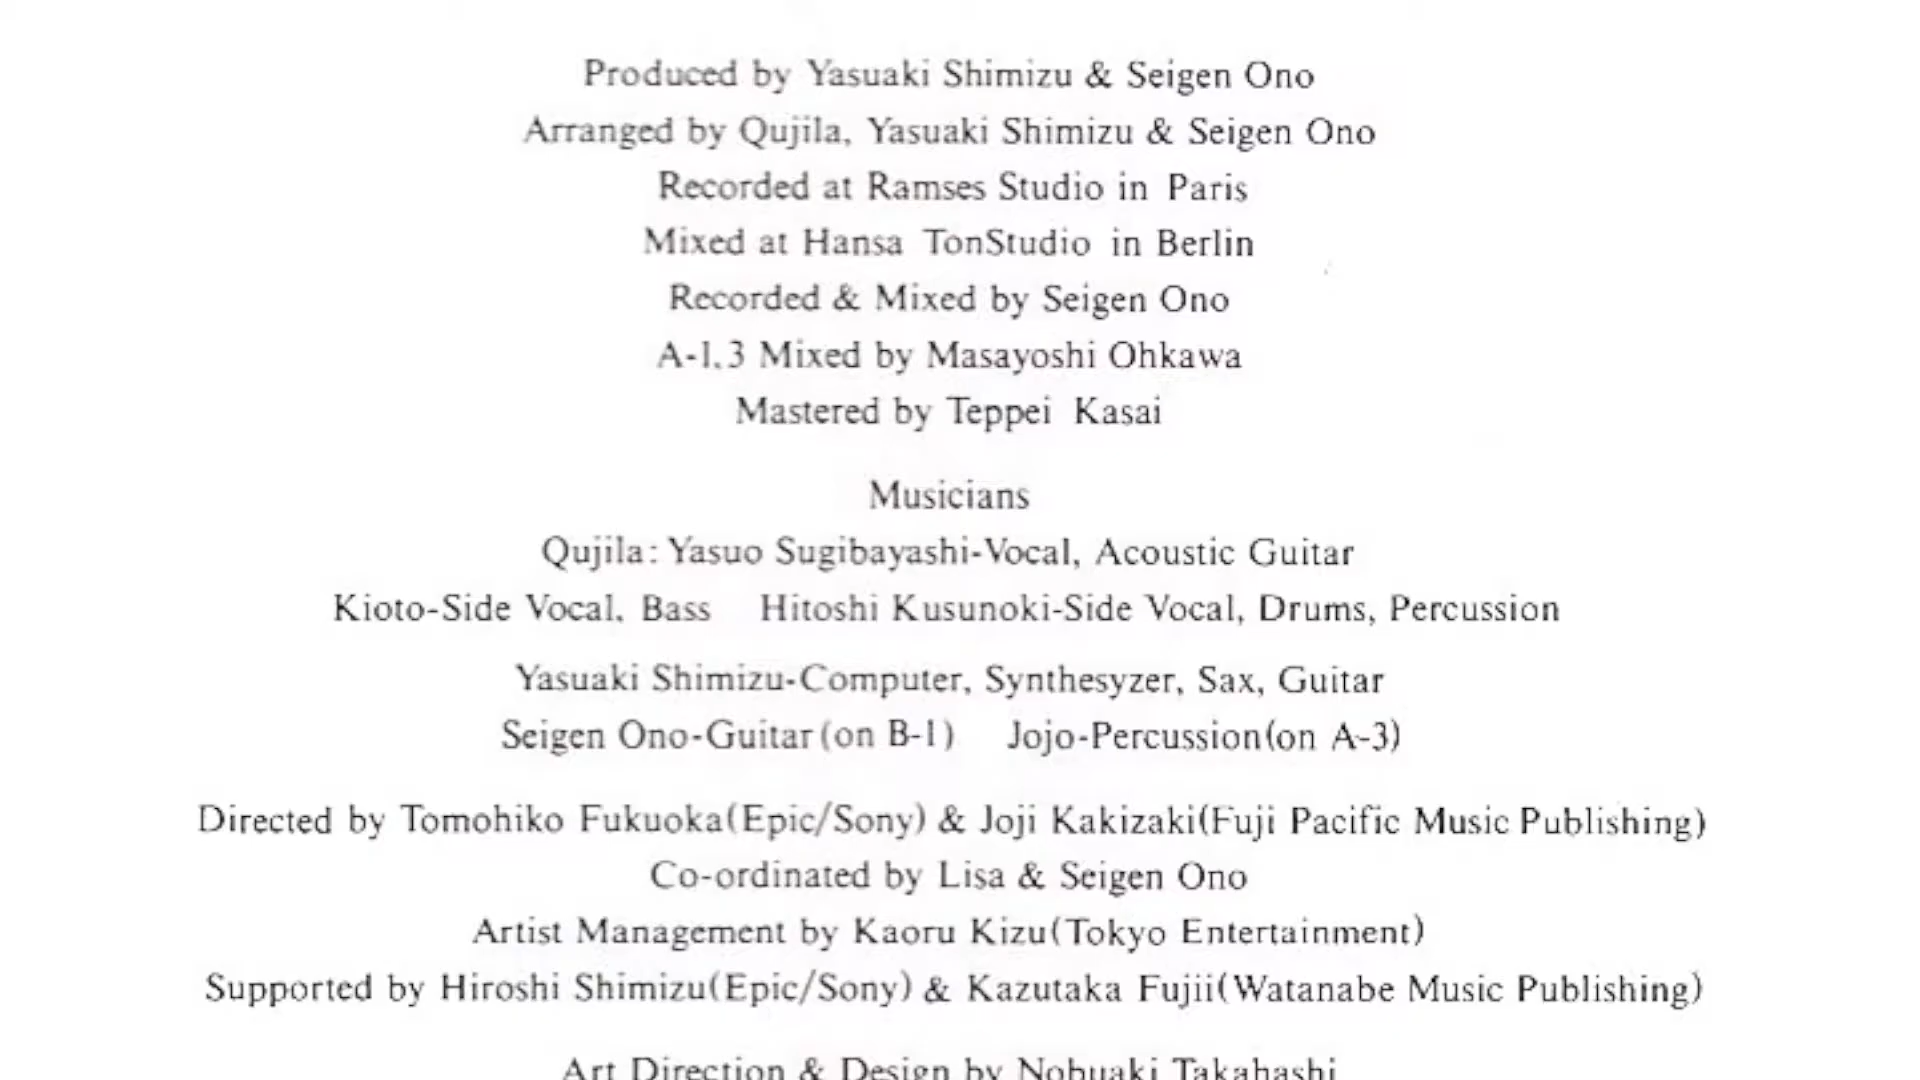 Produced by Yasuaki Shimizu & Seigen Ono
Arranged by Qujila, Yasuaki Shimizu & Seigen Ono
Recorded at Ramses Studio in Paris
Mixed at Hansa TonStudio in Berlin
Recorded & Mixed by Seigen Ono
A-1.3 Mixed by Masayoshi Ohkawa
Mastered by Teppei Kasai
Musicians
Qujila: Yasuo Sugibayashi-Vocal, Acoustic Guitar
Kioto-Side Vocal, Bass Hitoshi Kusunoki-Side Vocal, Drums, Percussion
Yasuaki Shimizu-Computer, Synthesyzer, Sax, Guitar
Seigen Ono-Guitar(on B-1) Jojo-Percussion(on A-3)
Directed by Tomohiko Fukuoka(Epic/Sony) & Joji Kakizaki(Fuji Pacific Music Publishing)
Co-ordinated by Lisa & Seigen Ono
Artist Management by Kaoru Kizu(Tokyo Entertainment)
Supported by Hiroshi Shimizu(Epic/Sony) & Kazutaka Fujii(Watanabe Music Publishing)
Art Direction & Design by Nobuaki Takahashi